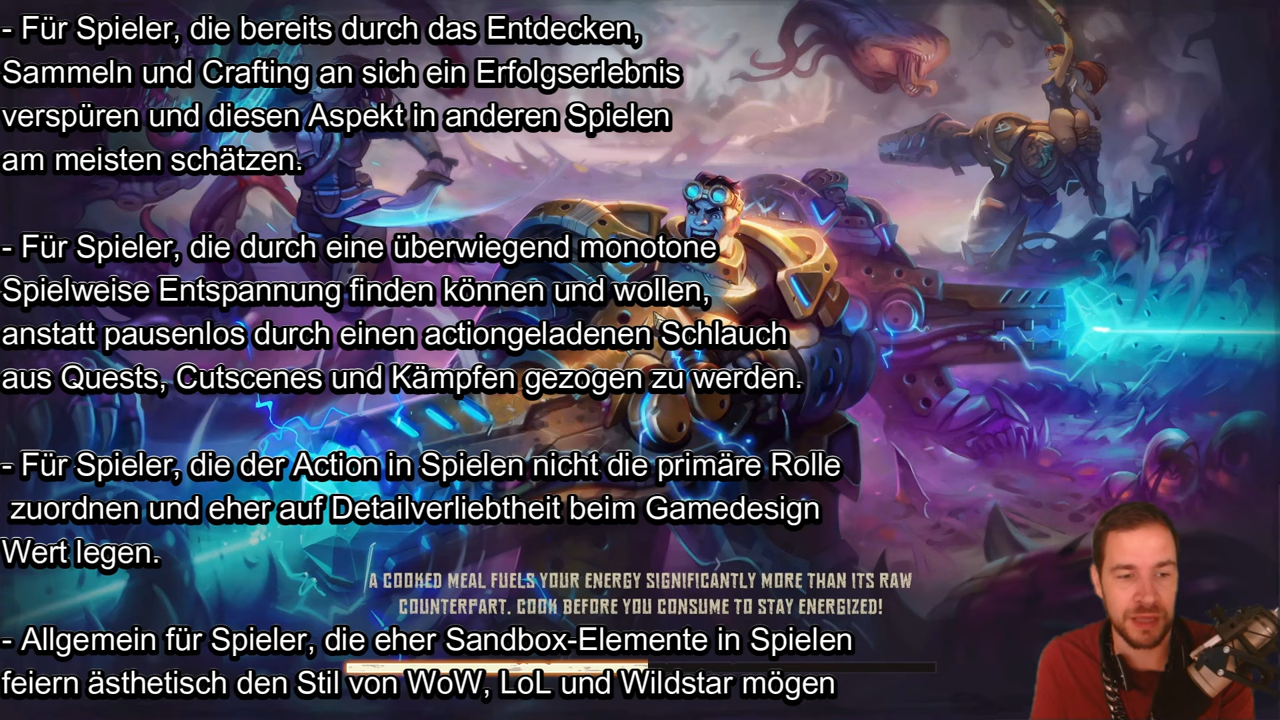 - Für Spieler, die bereits durch das Entdecken,
Sammeln und Crafting an sich ein Erfolgserlebnis
verspüren und diesen Aspekt in anderen Spielen
am meisten schätzen.
- Für Spieler, die durch eine überwiegend monotone
Spielweise Entspannung finden können und wollen,
anstatt pausenlos durch einen actiongeladenen Schlauch
aus Quests, Cutscenes und Kämpfen gezogen zu werden.
- Für Spieler, die der Action in Spielen nicht die primäre Rolle
zuordnen und eher auf Detailverliebtheit beim Gamedesign
Wert legen.
A COOKED MEAL FUELS YOUR ENERGY SIGNIFICANTLY MORE THAN ITS RAW
COUNTERPART. COOK BEFORE YOU CONSUME TO STAY ENERGIZED!
- Allgemein für Spieler, die eher Sandbox-Elemente in Spielen
feiern ästhetisch den Stil von WoW, LoL und Wildstar mögen